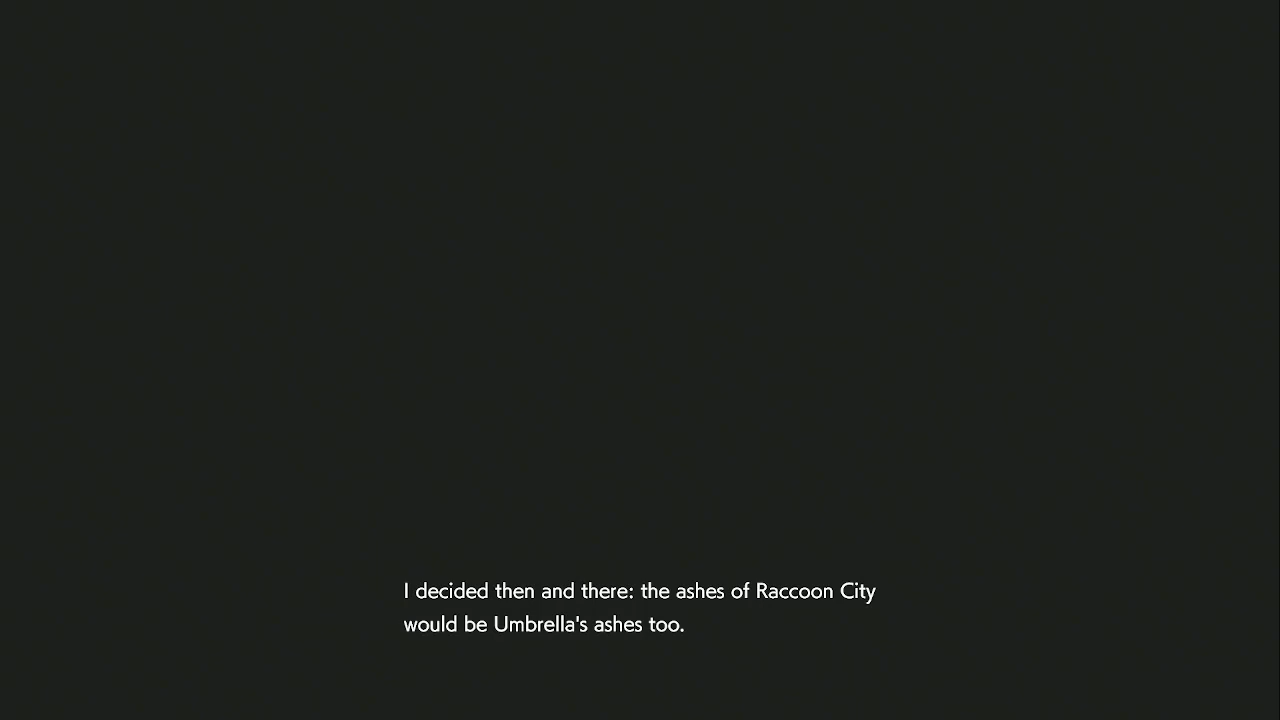 I decided then and there: the ashes of Raccoon City
would be Umbrella's ashes too.